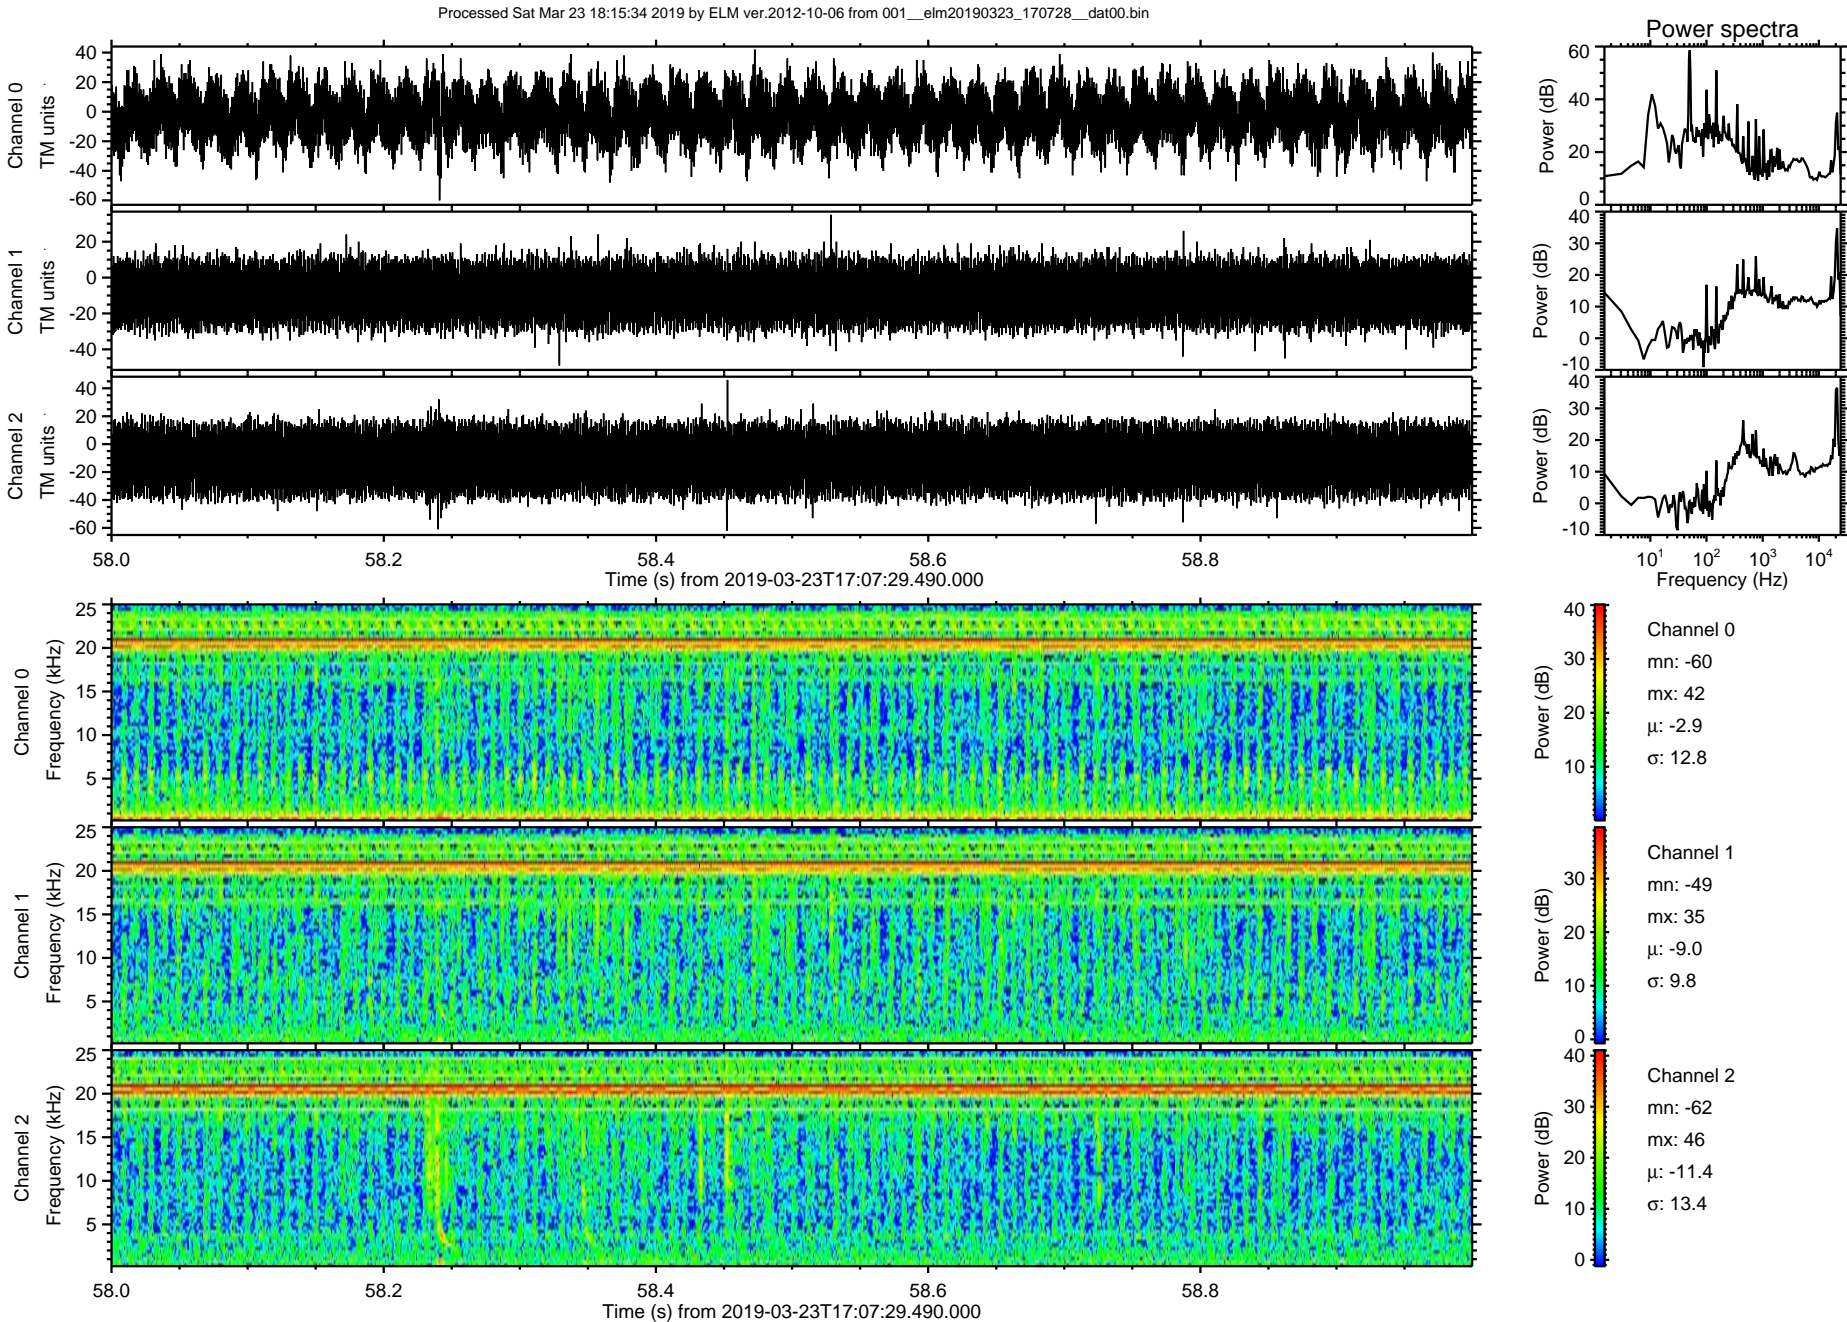 Processed Sat Mar 23 18:15:34 2019 by ELM ver.2012-10-06 from 001__elm20190323_170728__dat00.bin
Power spectra
Channel 0
TM units
40
20
0
-20
-40
-60
Power (dB)
60
40
20
0
Channel 1
TM units
20
0
-20
-40
Power (dB)
40
30
20
10
0
-10
Channel 2
TM units
40
20
0
-20
-40
-60
Power (dB)
40
30
20
10
0
-10
58.0 58.2 58.4 58.6 58.8
Time (s) from 2019-03-23T17:07:29.490.000
10^1 10^2 10^3 10^4
Frequency (Hz)
Channel 0
Frequency (kHz)
25
20
15
10
5
Power (dB)
40
30
20
10
Channel 0
mn: -60
mx: 42
μ: -2.9
σ: 12.8
Channel 1
Frequency (kHz)
25
20
15
10
5
Power (dB)
30
20
10
0
Channel 1
mn: -49
mx: 35
μ: -9.0
σ: 9.8
Channel 2
Frequency (kHz)
25
20
15
10
5
Power (dB)
40
30
20
10
0
Channel 2
mn: -62
mx: 46
μ: -11.4
σ: 13.4
58.0 58.2 58.4 58.6 58.8
Time (s) from 2019-03-23T17:07:29.490.000